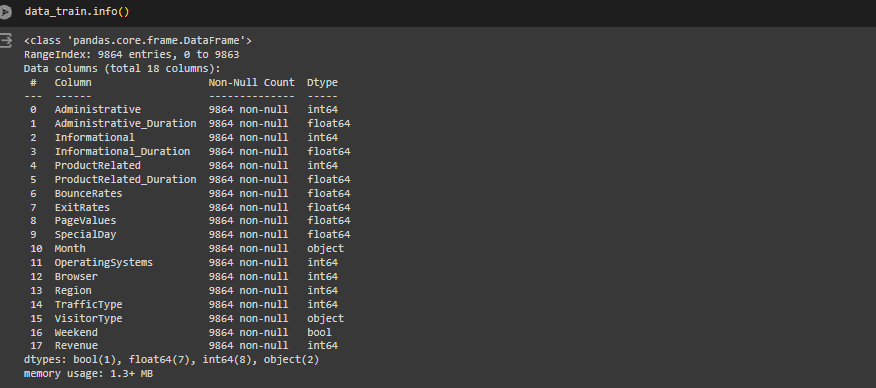 data_train.info()
<class 'pandas.core.frame.DataFrame'>
RangeIndex: 9864 entries, 0 to 9863
Data columns (total 18 columns):
 #   Column                   Non-Null Count  Dtype
---  ------                   --------------  -----
 0   Administrative           9864 non-null   int64
 1   Administrative_Duration  9864 non-null   float64
 2   Informational            9864 non-null   int64
 3   Informational_Duration   9864 non-null   float64
 4   ProductRelated           9864 non-null   int64
 5   ProductRelated_Duration  9864 non-null   float64
 6   BounceRates              9864 non-null   float64
 7   ExitRates                9864 non-null   float64
 8   PageValues               9864 non-null   float64
 9   SpecialDay               9864 non-null   float64
 10  Month                    9864 non-null   object
 11  OperatingSystems         9864 non-null   int64
 12  Browser                  9864 non-null   int64
 13  Region                   9864 non-null   int64
 14  TrafficType              9864 non-null   int64
 15  VisitorType              9864 non-null   object
 16  Weekend                  9864 non-null   bool
 17  Revenue                  9864 non-null   int64
dtypes: bool(1), float64(7), int64(8), object(2)
memory usage: 1.3+ MB